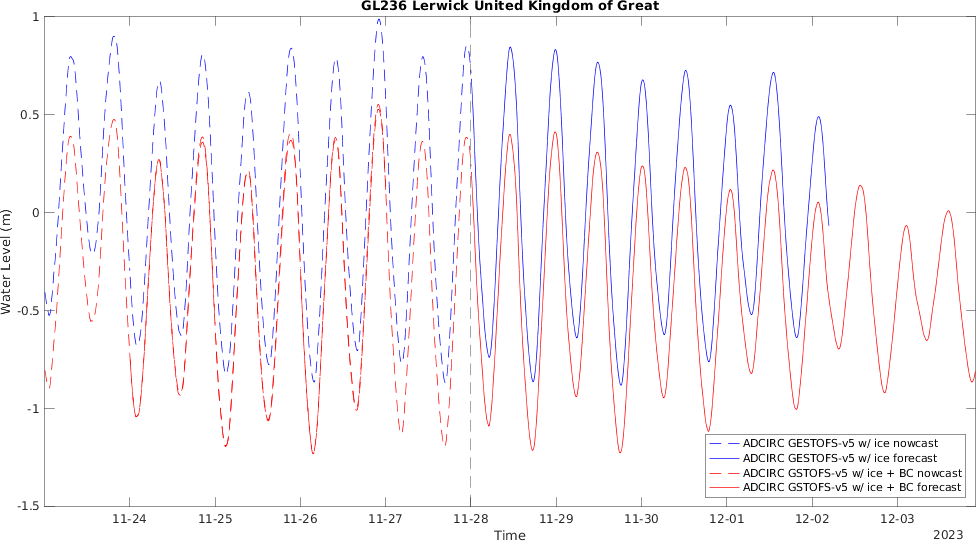 GL236 Lerwick United Kingdom of Great
1
0.5
0
-0.5
-1
-1.5
Water Level (m)
11-24 11-25 11-26 11-27 11-28 11-29 11-30 12-01 12-02 12-03
Time
2023
ADCIRC GESTOFS-v5 w/ ice nowcast
ADCIRC GESTOFS-v5 w/ ice forecast
ADCIRC GSTOFS-v5 w/ ice + BC nowcast
ADCIRC GSTOFS-v5 w/ ice + BC forecast